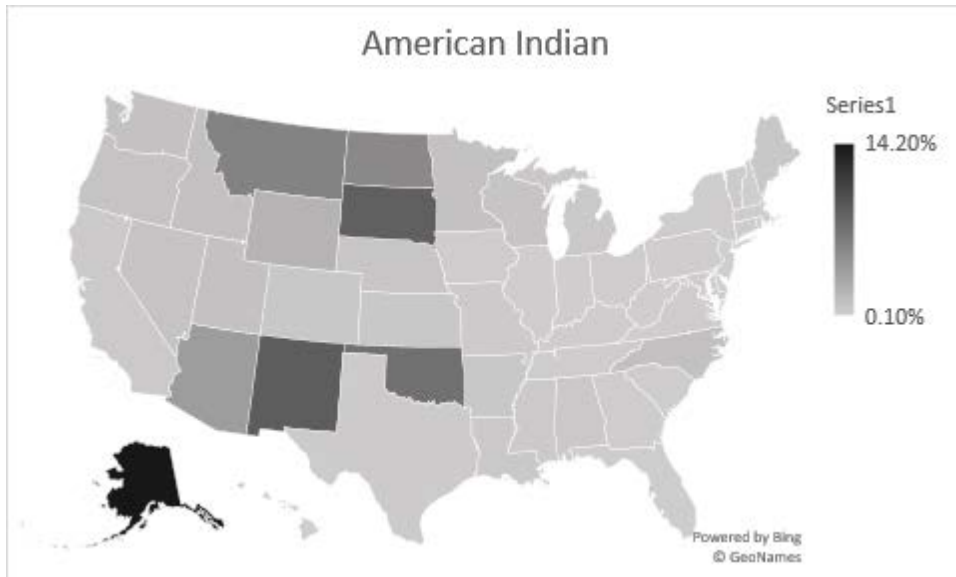 American Indian
Series1
14.20%
0.10%
Powered by Bing
© GeoNames